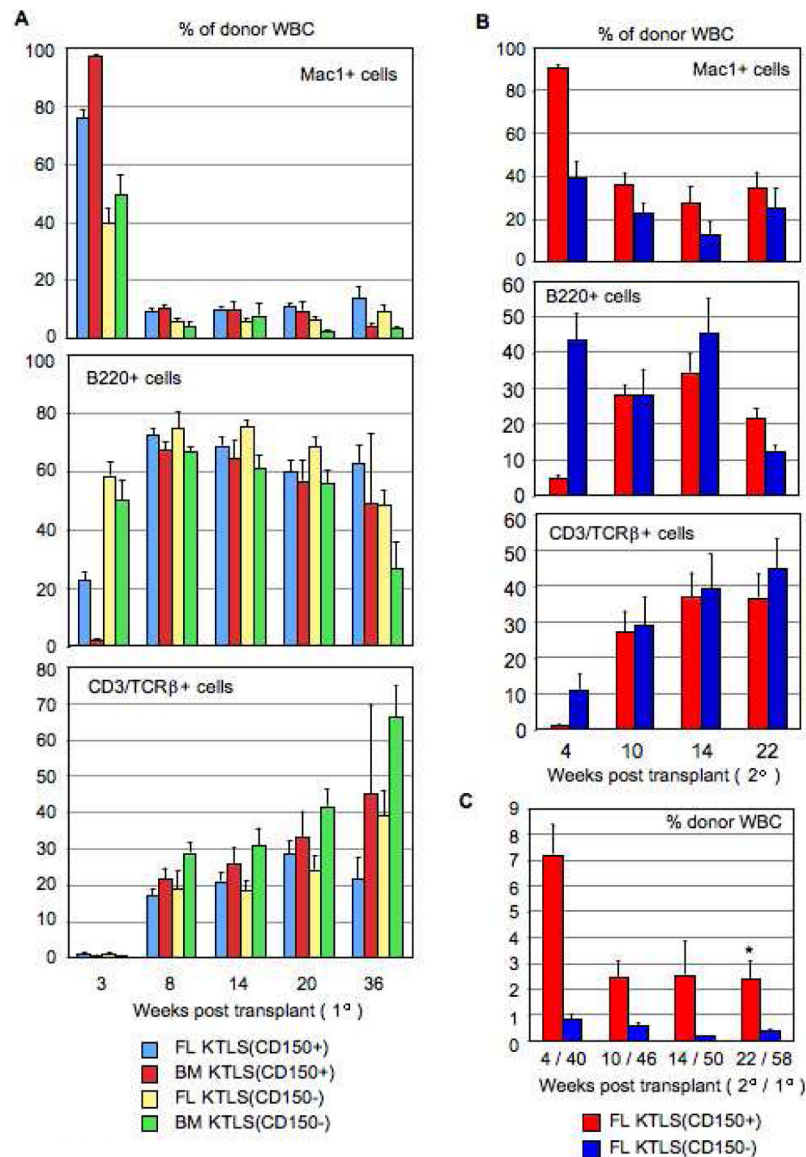 A
% of donor WBC
Mac1+ cells
100
80
60
40
20
0
B220+ cells
100
80
60
40
20
0
CD3/TCRβ+ cells
80
70
60
50
40
30
20
10
0
3 8 14 20 36
Weeks post transplant ( 1° )
FL KTLS(CD150+)
BM KTLS(CD150+)
FL KTLS(CD150-)
BM KTLS(CD150-)
B
% of donor WBC
Mac1+ cells
100
80
60
40
20
0
B220+ cells
60
50
40
30
20
10
0
CD3/TCRβ+ cells
60
50
40
30
20
10
0
4 10 14 22
Weeks post transplant ( 2° )
C
% donor WBC
9
8
7
6
5
4
3
2
1
0
*
4 / 40 10 / 46 14 / 50 22 / 58
Weeks post transplant ( 2° / 1° )
FL KTLS(CD150+)
FL KTLS(CD150-)